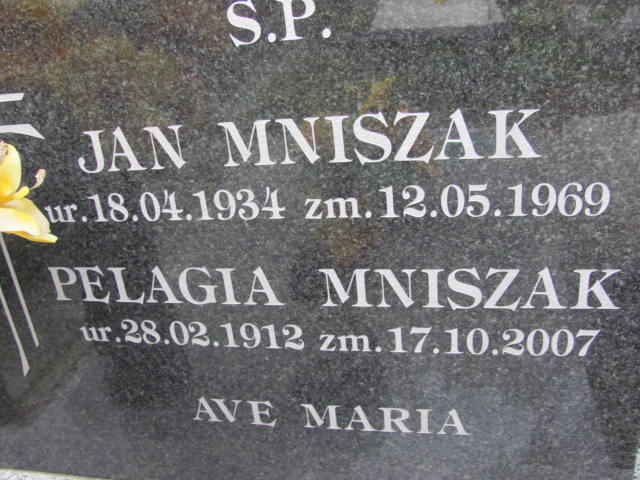 S.P.
JAN MNISZAK
ur.18.04.1934 zm.12.05.1969
PELAGIA MNISZAK
ur.28.02.1912 zm.17.10.2007
AVE MARIA